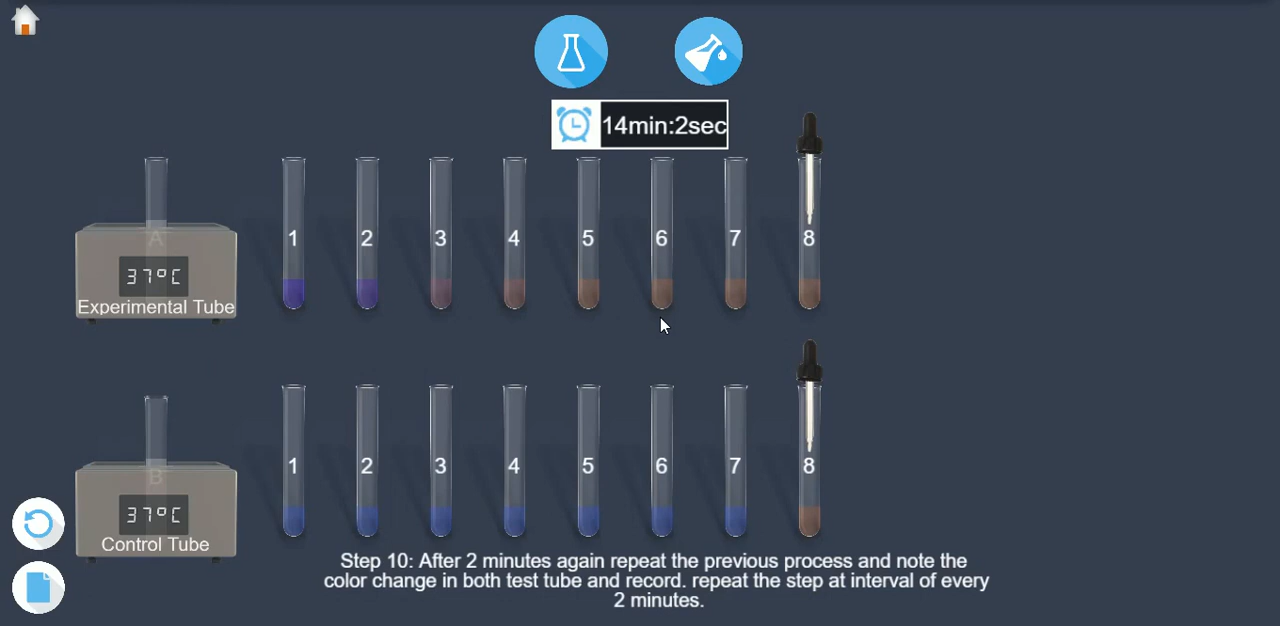 14min:2sec
1 2 3 4 5 6 7 8
A
37°C
Experimental Tube
1 2 3 4 5 6 7 8
B
37°C
Control Tube
Step 10: After 2 minutes again repeat the previous process and note the
color change in both test tube and record. repeat the step at interval of every
2 minutes.